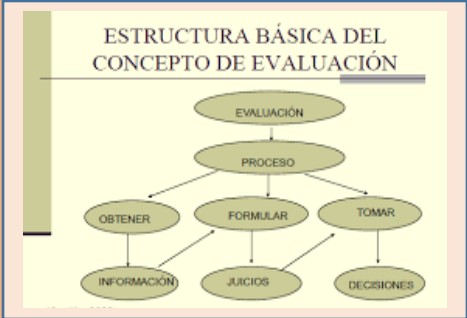 ESTRUCTURA BÁSICA DEL
CONCEPTO DE EVALUACIÓN
EVALUACIÓN
PROCESO
OBTENER
FORMULAR
TOMAR
INFORMACIÓN
JUICIOS
DECISIONES